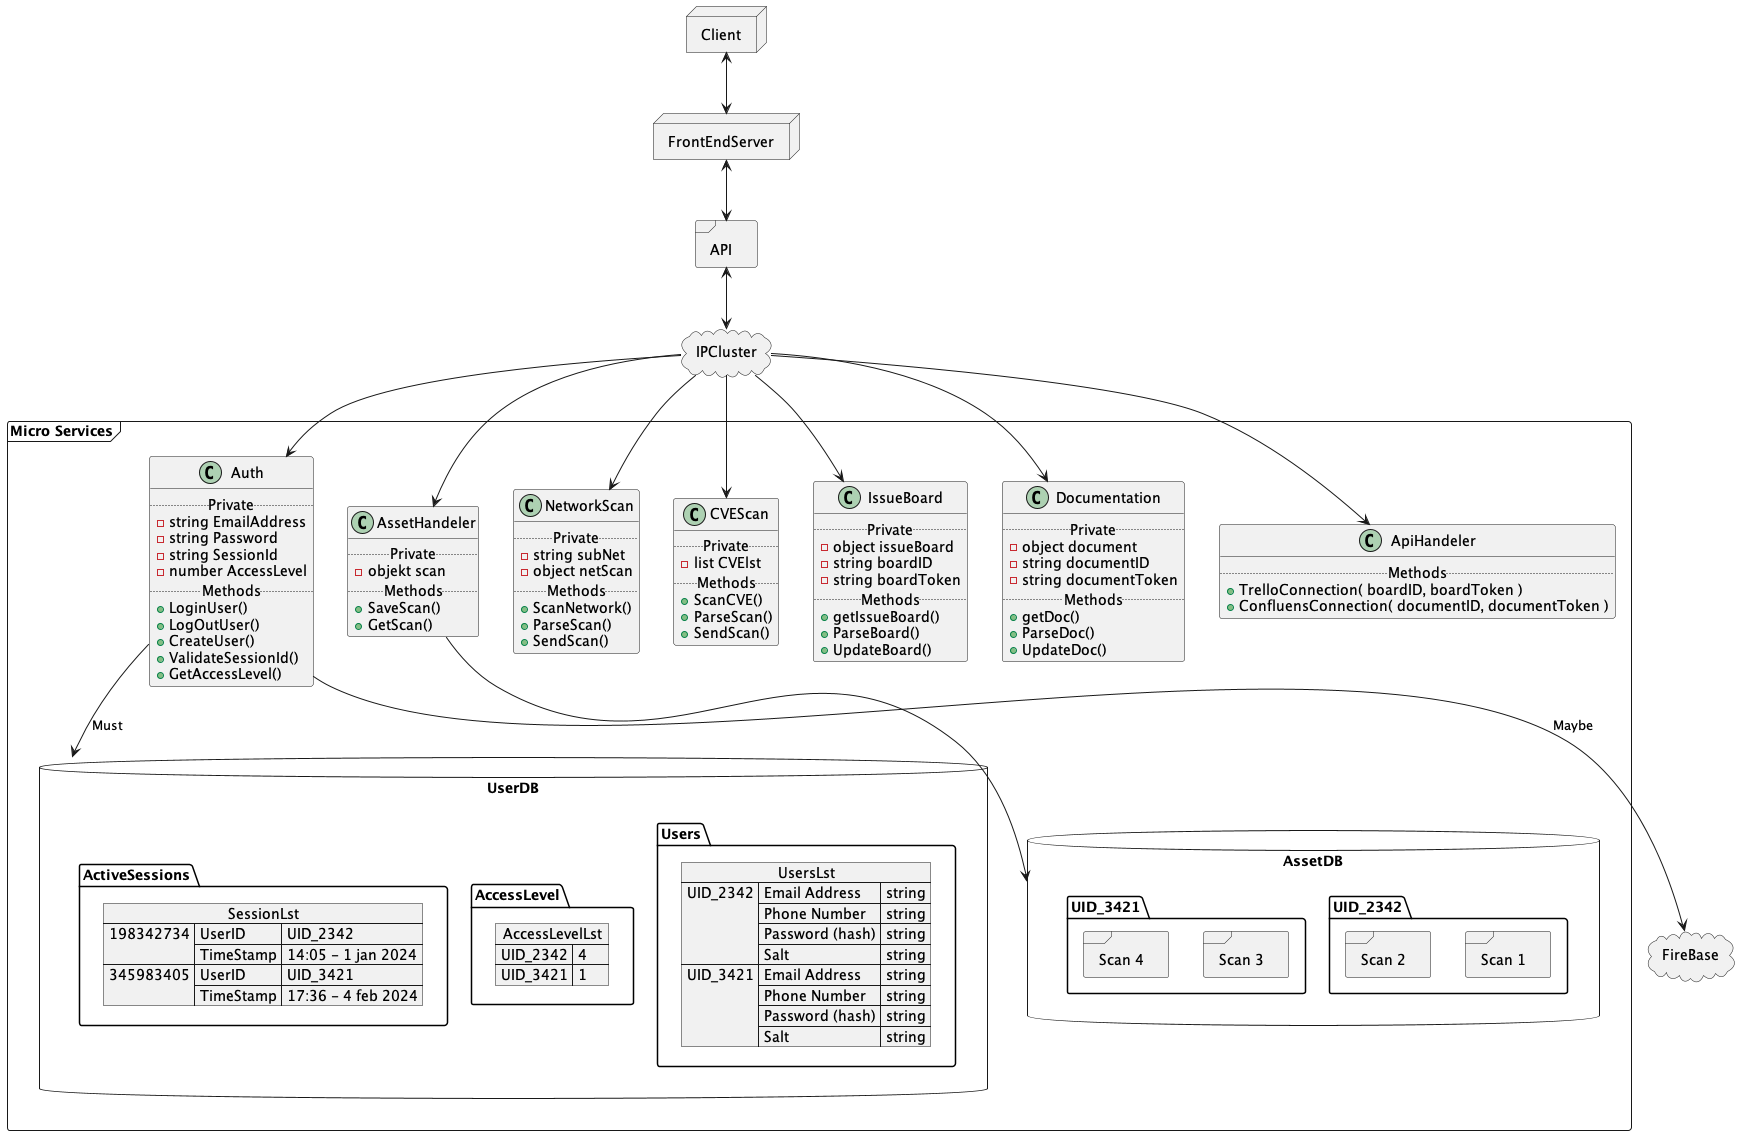 Client
FrontEndServer
API
IPCluster
Micro Services
Auth
Private
string EmailAddress
string Password
string SessionId
number AccessLevel
Methods
LoginUser()
LogOutUser()
CreateUser()
ValidateSessionId()
GetAccessLevel()
AssetHandeler
Private
objekt scan
Methods
SaveScan()
GetScan()
NetworkScan
Private
string subNet
object netScan
Methods
ScanNetwork()
ParseScan()
SendScan()
CVEScan
Private
list CVElst
Methods
ScanCVE()
ParseScan()
SendScan()
IssueBoard
Private
object issueBoard
string boardID
string boardToken
Methods
getIssueBoard()
ParseBoard()
UpdateBoard()
Documentation
Private
object document
string documentID
string documentToken
Methods
getDoc()
ParseDoc()
UpdateDoc()
ApiHandeler
Methods
TrelloConnection( boardID, boardToken )
ConfluensConnection( documentID, documentToken )
Must
Maybe
UserDB
ActiveSessions
SessionLst
198342734 UserID UID_2342
TimeStamp 14:05 – 1 jan 2024
345983405 UserID UID_3421
TimeStamp 17:36 – 4 feb 2024
AccessLevel
AccessLevelLst
UID_2342 4
UID_3421 1
Users
UsersLst
UID_2342 Email Address string
Phone Number string
Password (hash) string
Salt string
UID_3421 Email Address string
Phone Number string
Password (hash) string
Salt string
AssetDB
UID_3421
Scan 4
Scan 3
UID_2342
Scan 2
Scan 1
FireBase